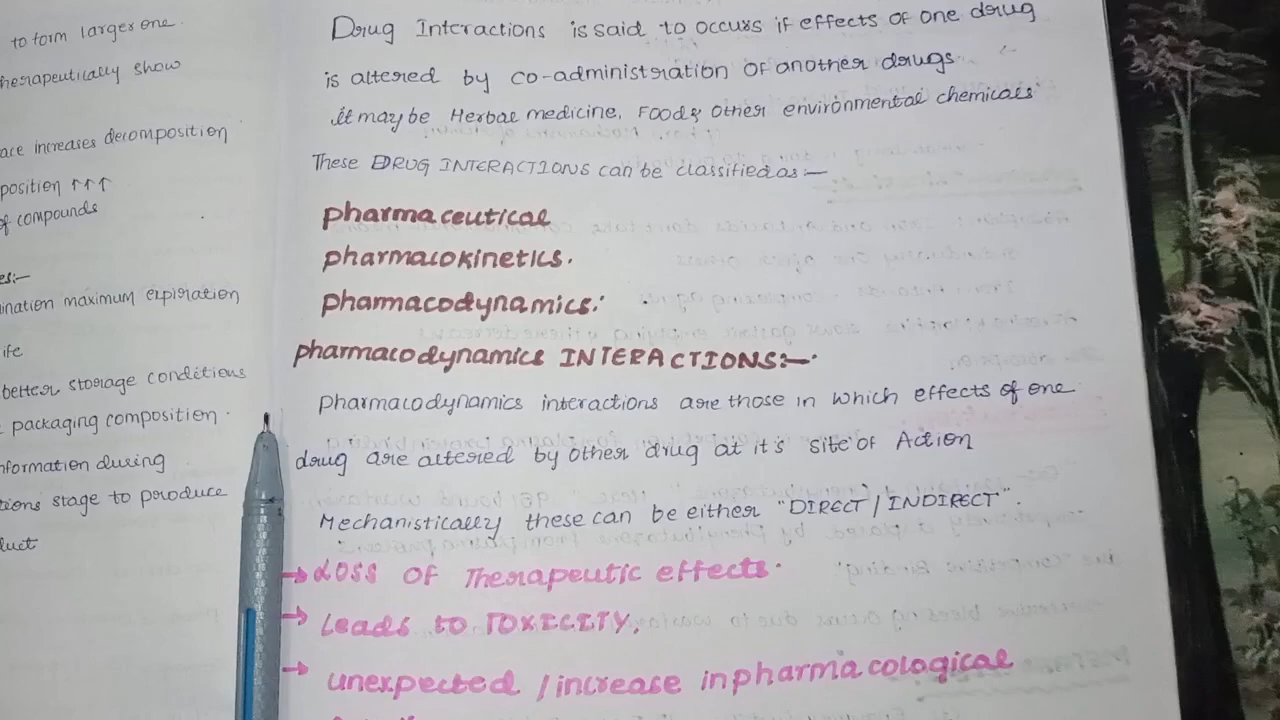 to form larger one.
herapeutically show
ace increases decomposition
position ↑↑↑
of compounds
es:-
ination maximum expiration
ife
better storage conditions
packaging composition.
nformation during
tions stage to produce
duct
Drug Interactions is said to occurs if effects of one drug
is altered by co-administration of another drugs
it may be Herbal medicine, Food & other environmental chemicals
These DRUG INTERACTIONS can be classified as:-
pharmaceutical
pharmacokinetics.
pharmacodynamics:
pharmacodynamics INTERACTIONS:-.
pharmacodynamics interactions are those in which effects of one
drug are altered by other drug at it's site of Action
Mechanistically these can be either "DIRECT/INDIRECT".
→ Loss of Therapeutic effects.
→ Leads to TOXICITY,
→ unexpected / increase in pharmacological